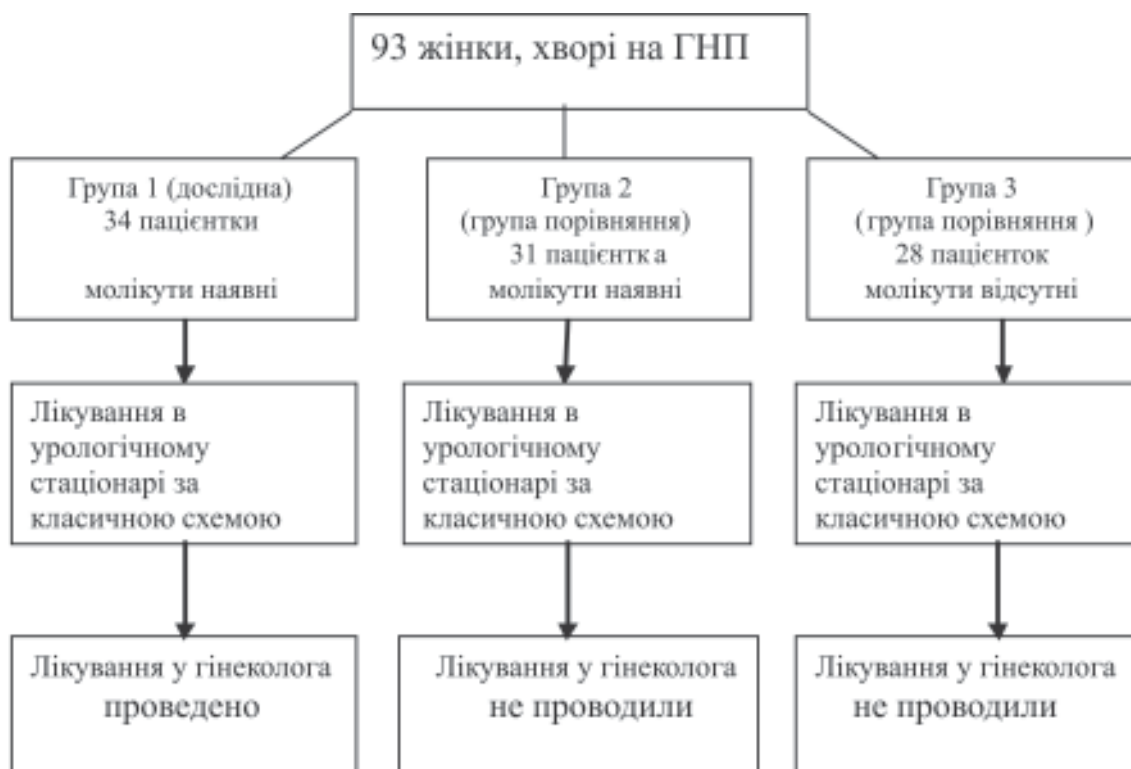 93 жінки, хворі на ГНП
Група 1 (дослідна)
34 пацієнтки
молікути наявні
Група 2
(група порівняння)
31 пацієнтк а
молікути наявні
Група 3
(група порівняння )
28 пацієнток
молікути відсутні
Лікування в
урологічному
стаціонарі за
класичною схемою
Лікування в
урологічному
стаціонарі за
класичною схемою
Лікування в
урологічному
стаціонарі за
класичною схемою
Лікування у гінеколога
проведено
Лікування у гінеколога
не проводили
Лікування у гінеколога
не проводили